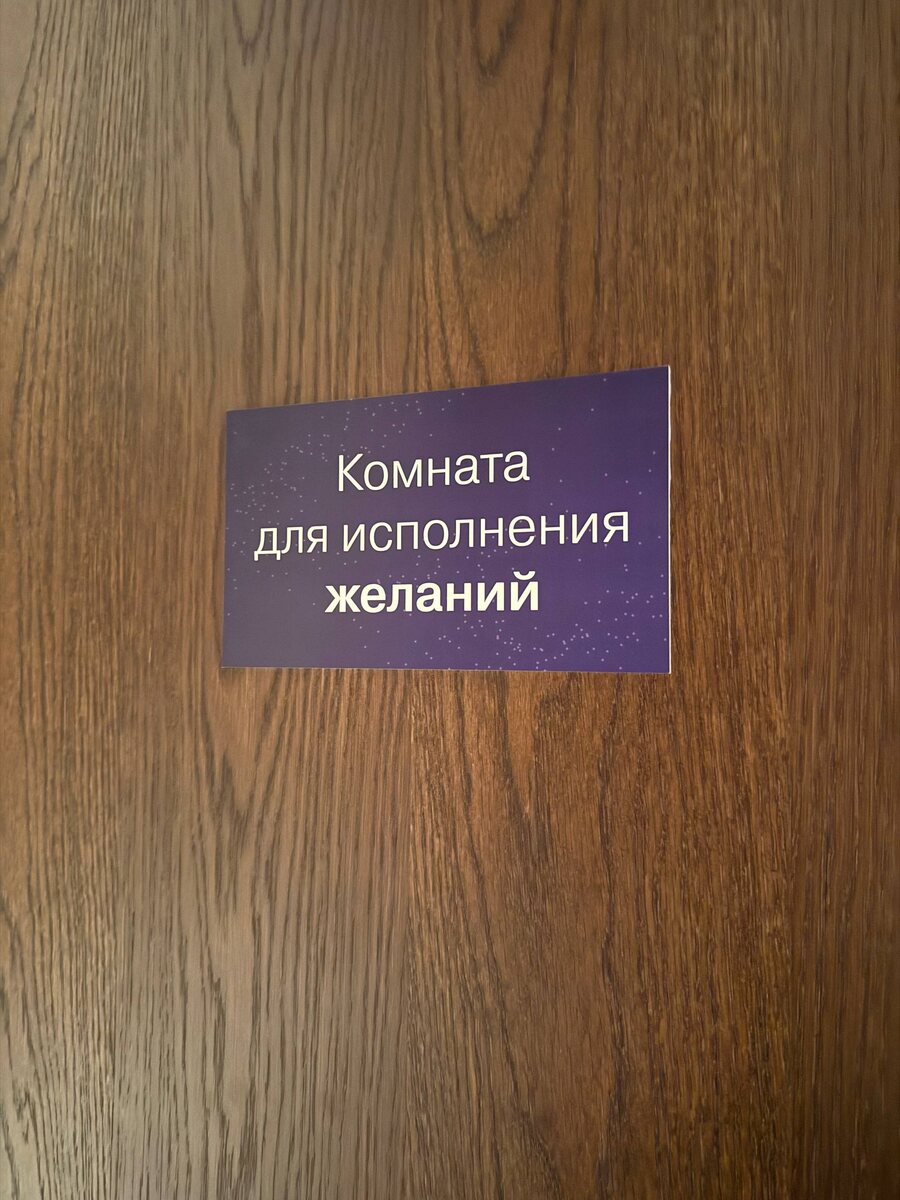 Комната
для исполнения
желаний